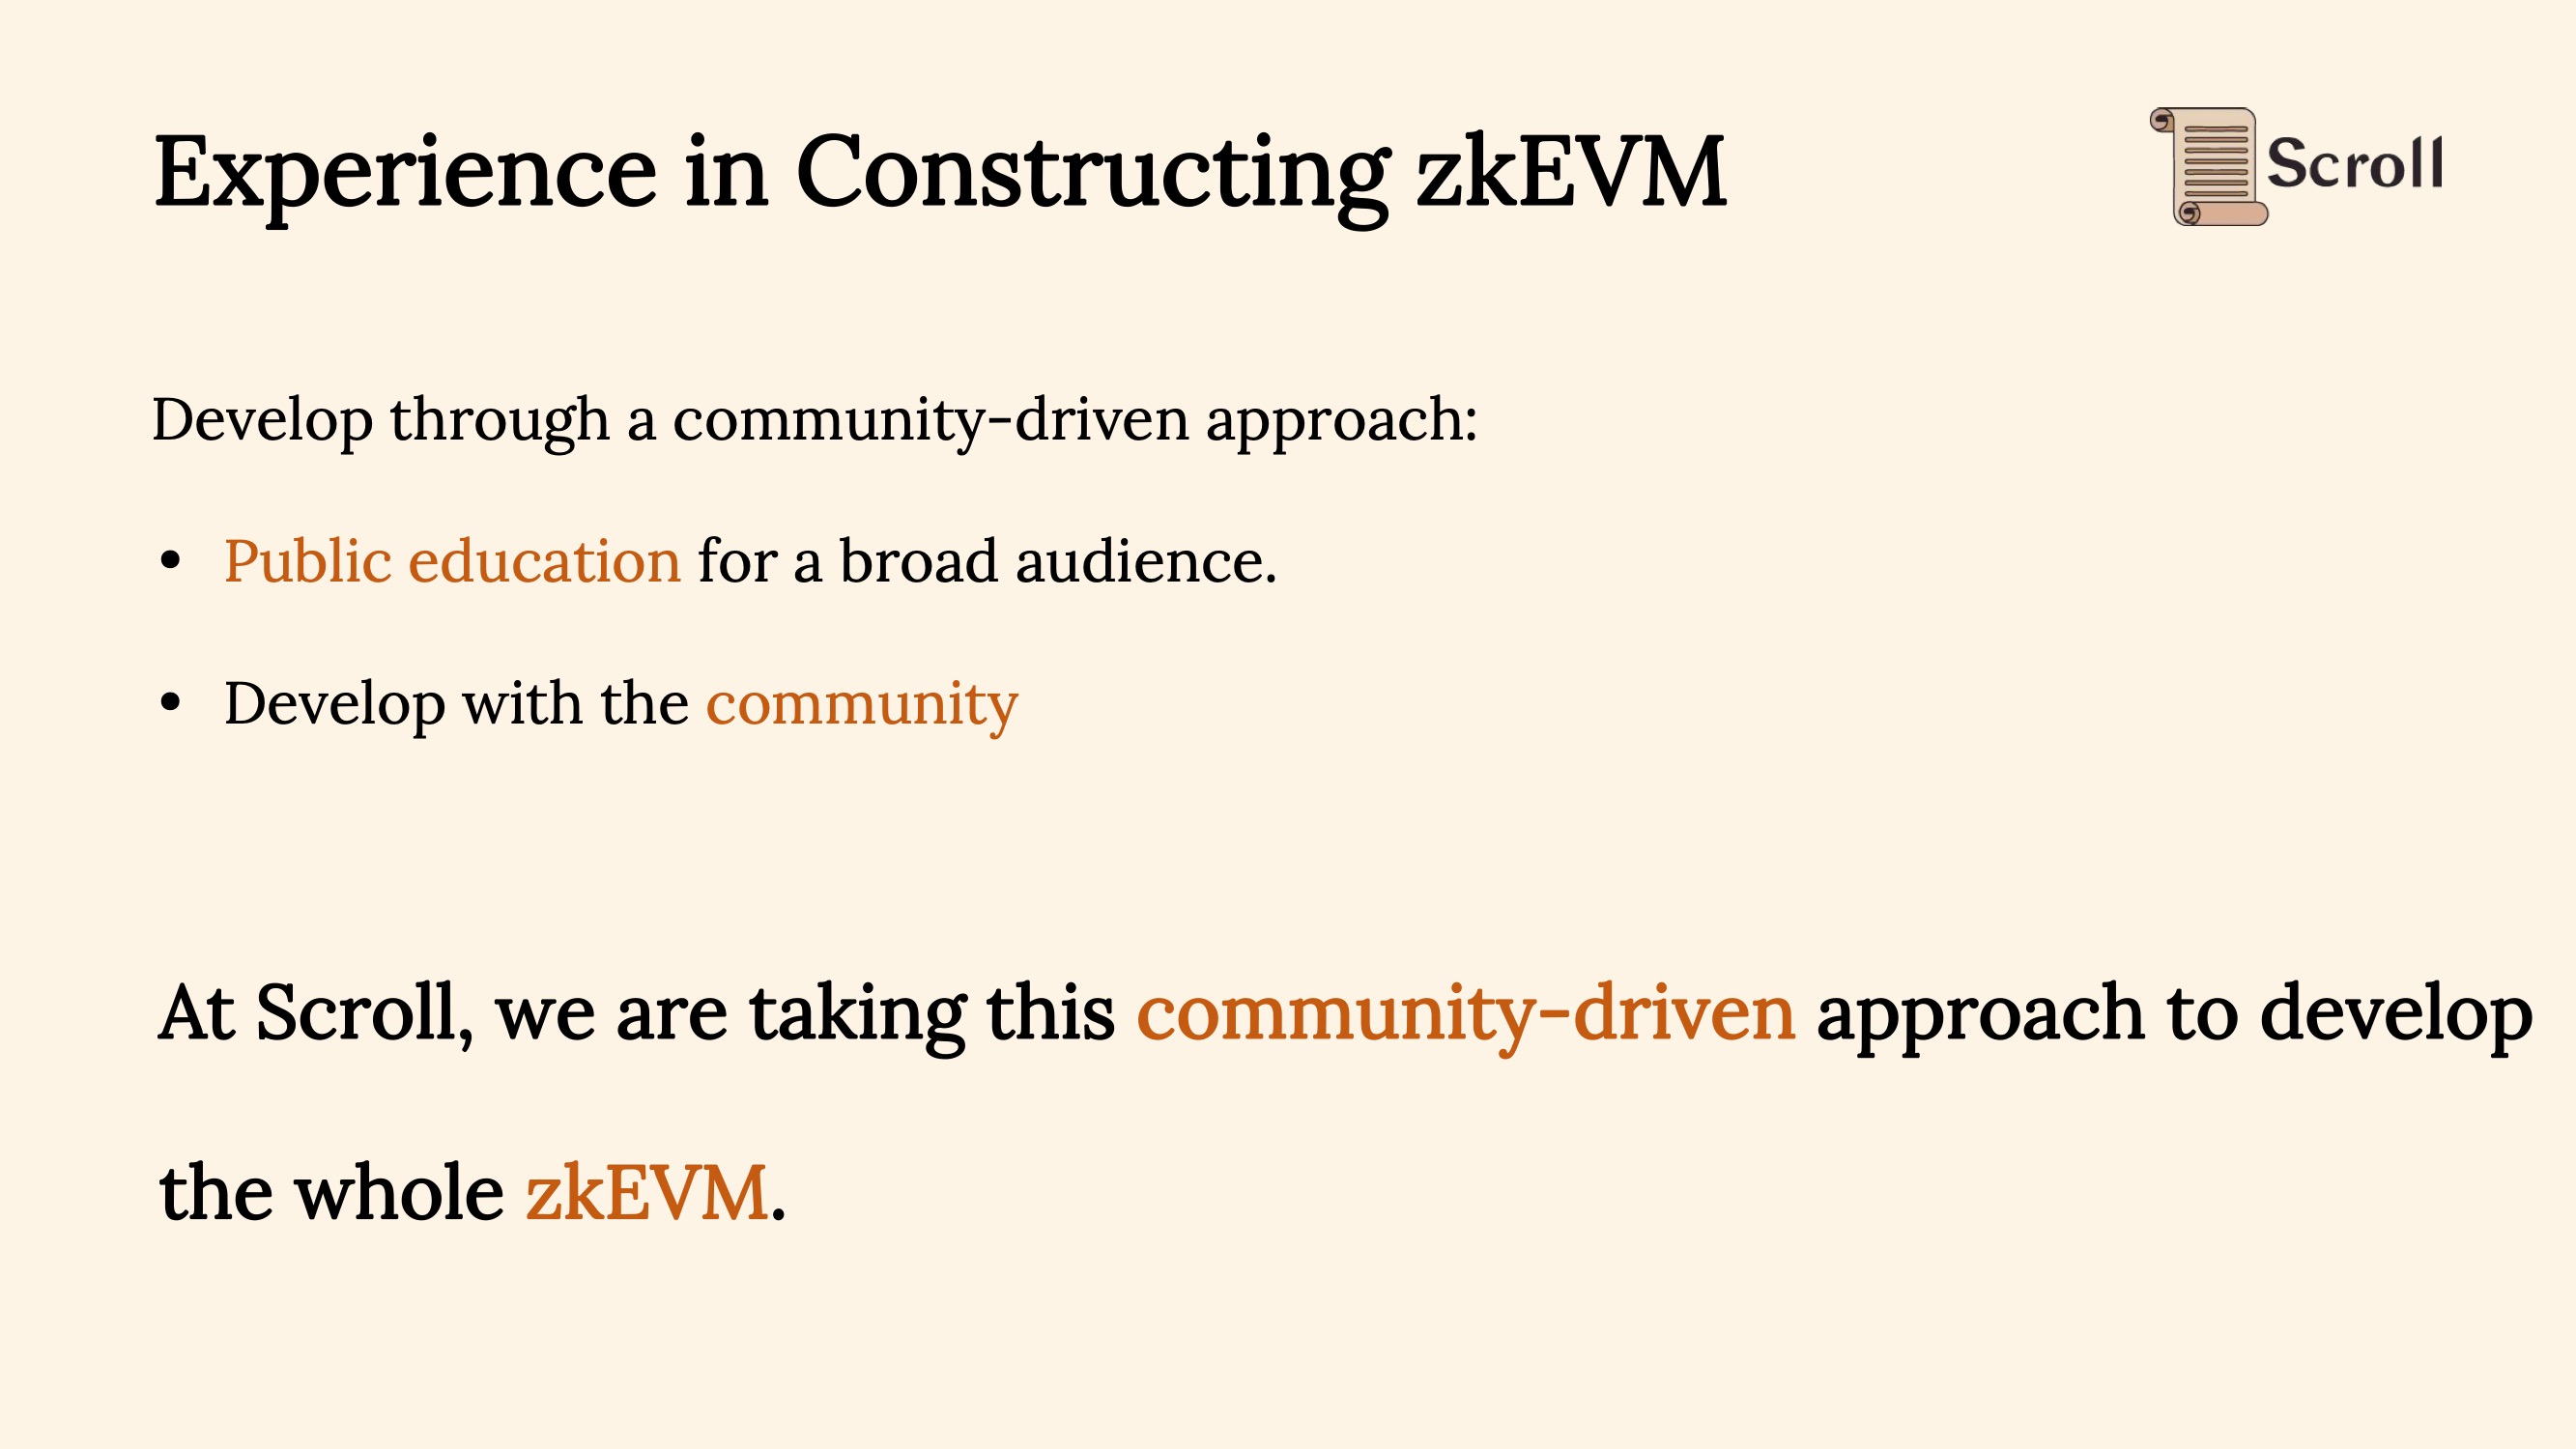 Experience in Constructing zkEVM
Scroll
Develop through a community-driven approach:
• Public education for a broad audience.
• Develop with the community
At Scroll, we are taking this community-driven approach to develop
the whole zkEVM.